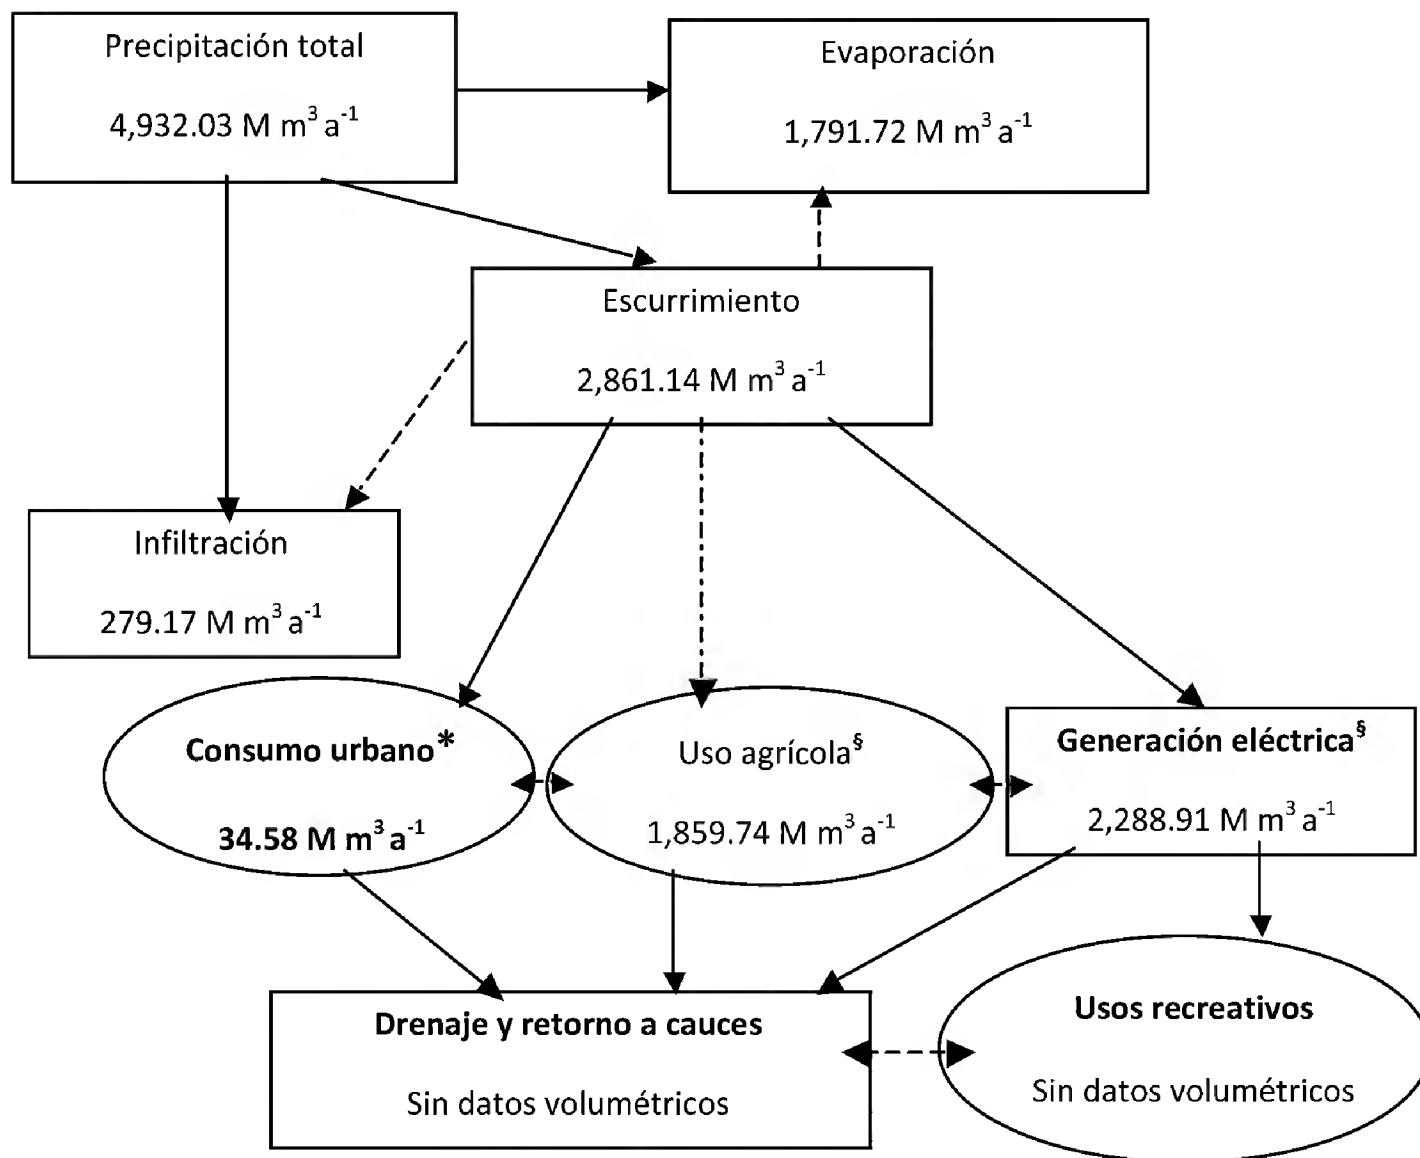 Precipitación total
4,932.03 M m³ a⁻¹
Evaporación
1,791.72 M m³ a⁻¹
Escurrimiento
2,861.14 M m³ a⁻¹
Infiltración
279.17 M m³ a⁻¹
Consumo urbano*
34.58 M m³ a⁻¹
Uso agrícola§
1,859.74 M m³ a⁻¹
Generación eléctrica§
2,288.91 M m³ a⁻¹
Drenaje y retorno a cauces
Sin datos volumétricos
Usos recreativos
Sin datos volumétricos